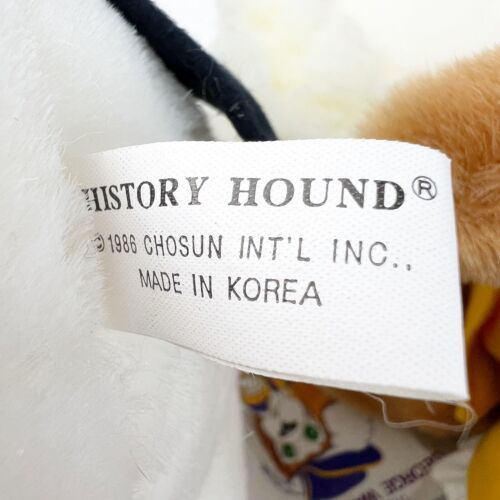 HISTORY HOUND®
© 1986 CHOSUN INT'L INC.,
MADE IN KOREA